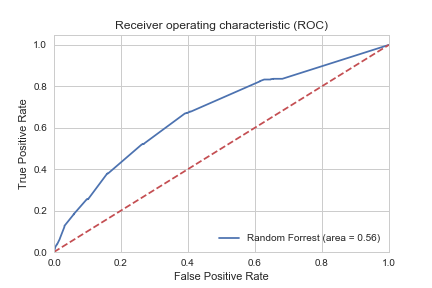 Receiver operating characteristic (ROC)
True Positive Rate
1.0
0.8
0.6
0.4
0.2
0.0
Random Forrest (area = 0.56)
0.0 0.2 0.4 0.6 0.8 1.0
False Positive Rate